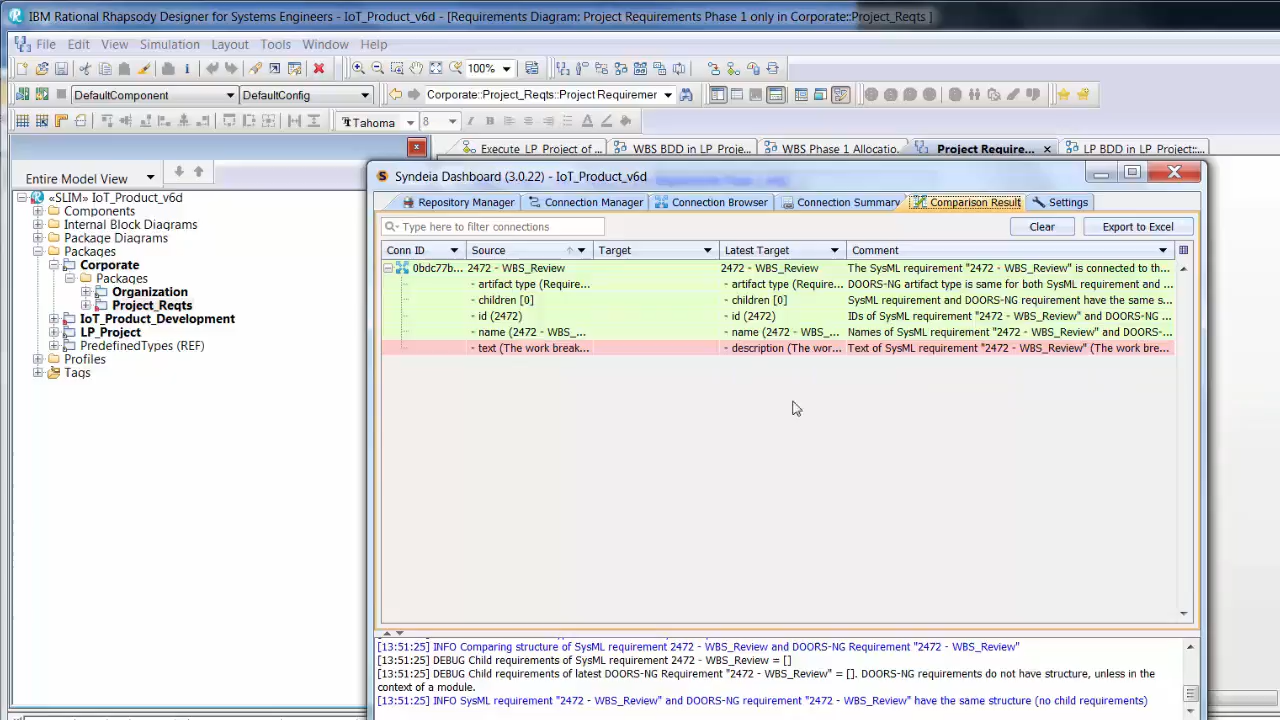 IBM Rational Rhapsody Designer for Systems Engineers - IoT_Product_v6d - [Requirements Diagram: Project Requirements Phase 1 only in Corporate::Project_Reqts ]
File Edit View Simulation Layout Tools Window Help
100%
DefaultComponent DefaultConfig Corporate::Project_Reqts::Project Requiremer
Tahoma 8
Execute LP Project of ... WBS BDD in LP_Proje... WBS Phase 1 Allocatio... Project Require... LP BDD in LP_Project::...
Entire Model View
Syndeia Dashboard (3.0.22) - IoT_Product_v6d
Repository Manager Connection Manager Connection Browser Connection Summary Comparison Result Settings
Type here to filter connections Clear Export to Excel
Conn ID Source Target Latest Target Comment
0bdc77b... 2472 - WBS_Review 2472 - WBS_Review The SysML requirement "2472 - WBS_Review" is connected to th...
- artifact type (Require... - artifact type (Require... DOORS-NG artifact type is same for both SysML requirement and ...
- children [0] - children [0] SysML requirement and DOORS-NG requirement have the same s...
- id (2472) - id (2472) IDs of SysML requirement "2472 - WBS_Review" and DOORS-NG ...
- name (2472 - WBS_... - name (2472 - WBS_... Names of SysML requirement "2472 - WBS_Review" and DOORS-...
- text (The work break... - description (The wor... Text of SysML requirement "2472 - WBS_Review" (The work bre...
«SLIM» IoT_Product_v6d
Components
Internal Block Diagrams
Package Diagrams
Packages
Corporate
Packages
Organization
Project_Reqts
IoT_Product_Development
LP_Project
PredefinedTypes (REF)
Profiles
Tags
[13:51:25] INFO Comparing structure of SysML requirement 2472 - WBS_Review and DOORS-NG Requirement "2472 - WBS_Review"
[13:51:25] DEBUG Child requirements of SysML requirement 2472 - WBS_Review = []
[13:51:25] DEBUG Child requirements of latest DOORS-NG Requirement "2472 - WBS_Review" = []. DOORS-NG requirements do not have structure, unless in the
context of a module.
[13:51:25] INFO SysML requirement "2472 - WBS_Review" and DOORS-NG requirement "2472 - WBS_Review" have the same structure (no child requirements)